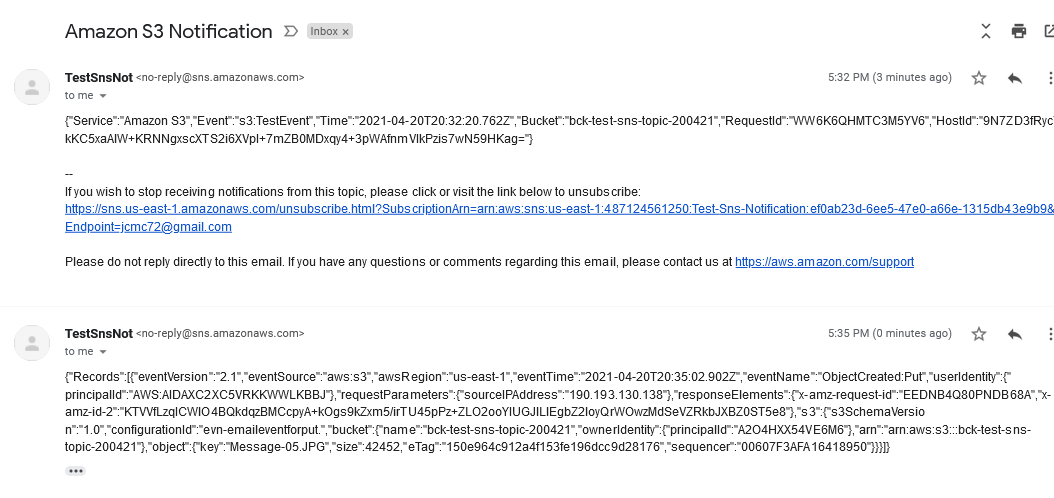 Amazon S3 Notification Inbox ×
TestSnsNot <no-reply@sns.amazonaws.com> 5:32 PM (3 minutes ago)
to me
{"Service":"Amazon S3","Event":"s3:TestEvent","Time":"2021-04-20T20:32:20.762Z","Bucket":"bck-test-sns-topic-200421","RequestId":"WW6K6QHMTC3M5YV6","HostId":"9N7ZD3fRyc
kKC5xaAlW+KRNNgxscXTS2i6XVpI+7mZB0MDxqy4+3pWAfnmVlkPzis7wN59HKag="}
--
If you wish to stop receiving notifications from this topic, please click or visit the link below to unsubscribe:
https://sns.us-east-1.amazonaws.com/unsubscribe.html?SubscriptionArn=arn:aws:sns:us-east-1:487124561250:Test-Sns-Notification:ef0ab23d-6ee5-47e0-a66e-1315db43e9b9&
Endpoint=jcmc72@gmail.com
Please do not reply directly to this email. If you have any questions or comments regarding this email, please contact us at https://aws.amazon.com/support
TestSnsNot <no-reply@sns.amazonaws.com> 5:35 PM (0 minutes ago)
to me
{"Records":[{"eventVersion":"2.1","eventSource":"aws:s3","awsRegion":"us-east-1","eventTime":"2021-04-20T20:35:02.902Z","eventName":"ObjectCreated:Put","userIdentity":{"
principalId":"AWS:AIDAXC2XC5VRKKWWLKBBJ"},"requestParameters":{"sourceIPAddress":"190.193.130.138"},"responseElements":{"x-amz-request-id":"EEDNB4Q80PNDB68A","x-
amz-id-2":"KTVVfLzqlCWIO4BQkdqzBMCcpyA+kOgs9kZxm5/irTU45pPz+ZLO2ooYlUGJILIEgbZ2loyQrWOwzMdSeVZRkbJXBZ0ST5e8"},"s3":{"s3SchemaVersio
n":"1.0","configurationId":"evn-emaileventforput.","bucket":{"name":"bck-test-sns-topic-200421","ownerIdentity":{"principalId":"A2O4HXX54VE6M6"},"arn":"arn:aws:s3:::bck-test-sns-
topic-200421"},"object":{"key":"Message-05.JPG","size":42452,"eTag":"150e964c912a4f153fe196dcc9d28176","sequencer":"00607F3AFA16418950"}}}]}